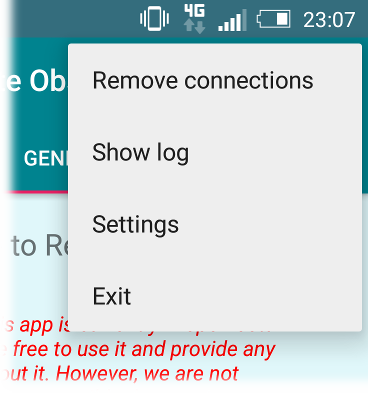 4G 23:07
e Ob
Remove connections
GEN
Show log
Settings
to Re
Exit
s app is
free to use it and provide any
out it. However, we are not